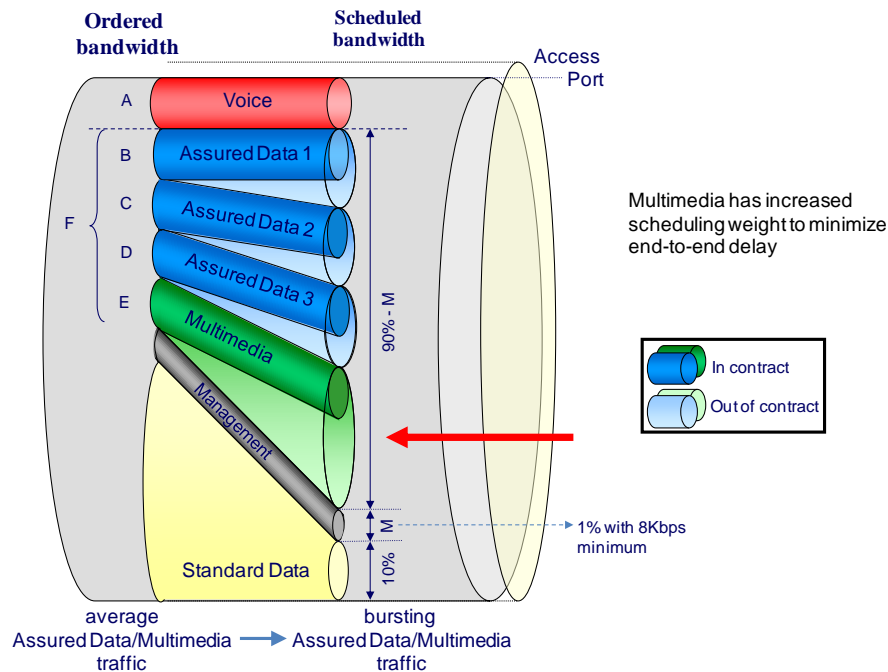 Ordered
bandwidth
Scheduled
bandwidth
Access
Port
A
Voice
B
Assured Data 1
C
Assured Data 2
F
D
Assured Data 3
E
Multimedia
Management
90% - M
Multimedia has increased
scheduling weight to minimize
end-to-end delay
In contract
Out of contract
M
1% with 8Kbps
minimum
Standard Data
10%
average
Assured Data/Multimedia
traffic
bursting
Assured Data/Multimedia
traffic